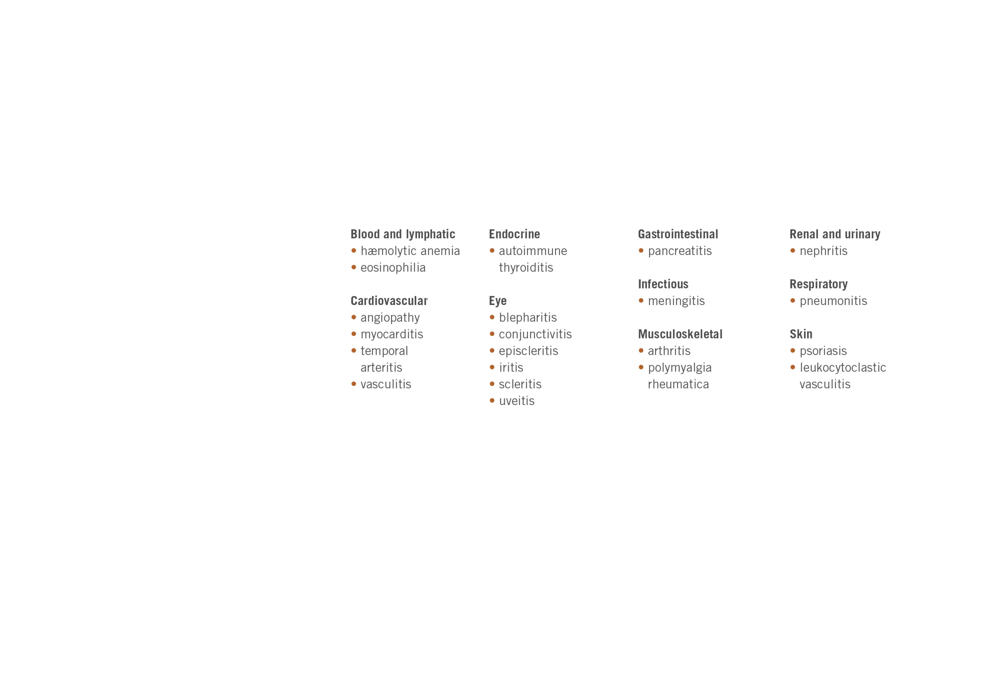 Blood and lymphatic
• hæmolytic anemia
• eosinophilia
Cardiovascular
• angiopathy
• myocarditis
• temporal
arteritis
• vasculitis
Endocrine
• autoimmune
thyroiditis
Eye
• blepharitis
• conjunctivitis
• episcleritis
• iritis
• scleritis
• uveitis
Gastrointestinal
• pancreatitis
Infectious
• meningitis
Musculoskeletal
• arthritis
• polymyalgia
rheumatica
Renal and urinary
• nephritis
Respiratory
• pneumonitis
Skin
• psoriasis
• leukocytoclastic
vasculitis